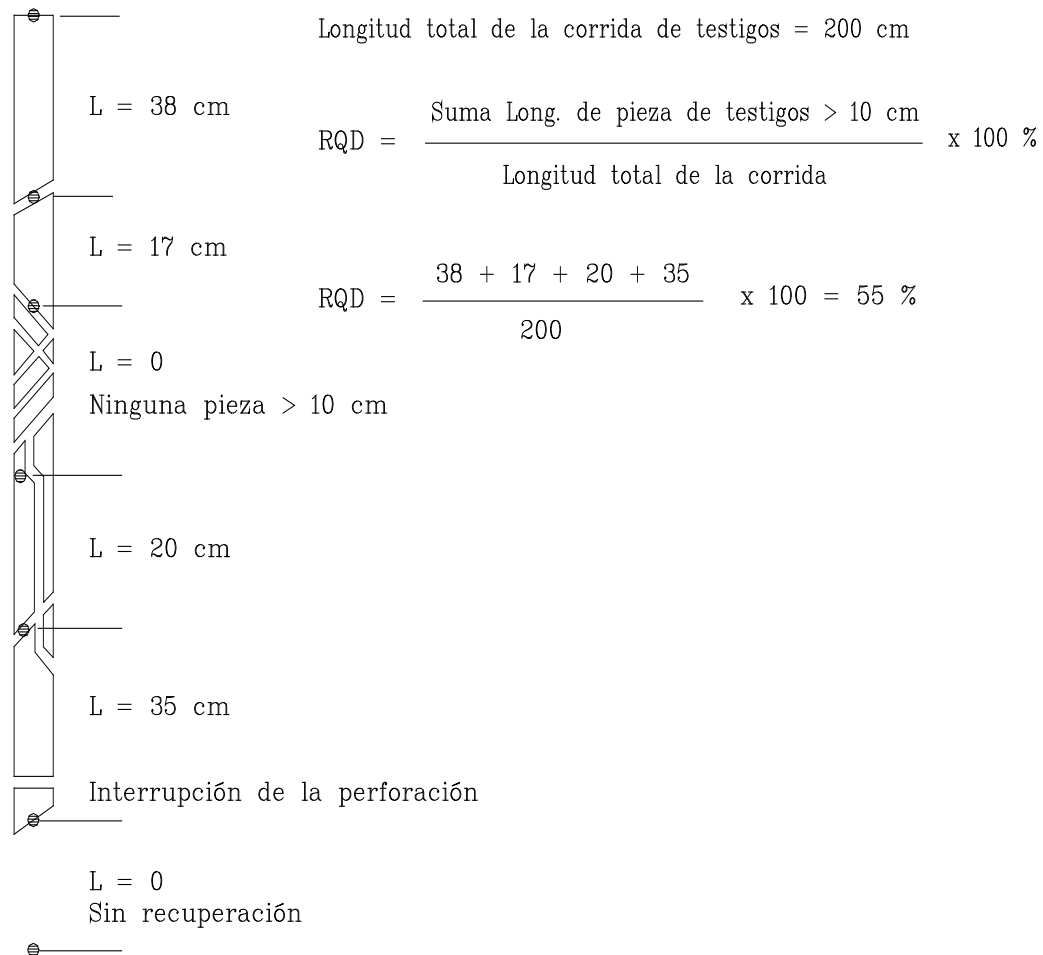 Longitud total de la corrida de testigos = 200 cm
L = 38 cm
RQD = Suma Long. de pieza de testigos > 10 cm x 100 %
Longitud total de la corrida
L = 17 cm
RQD = 38 + 17 + 20 + 35 x 100 = 55 %
200
L = 0
Ninguna pieza > 10 cm
L = 20 cm
L = 35 cm
Interrupción de la perforación
L = 0
Sin recuperación